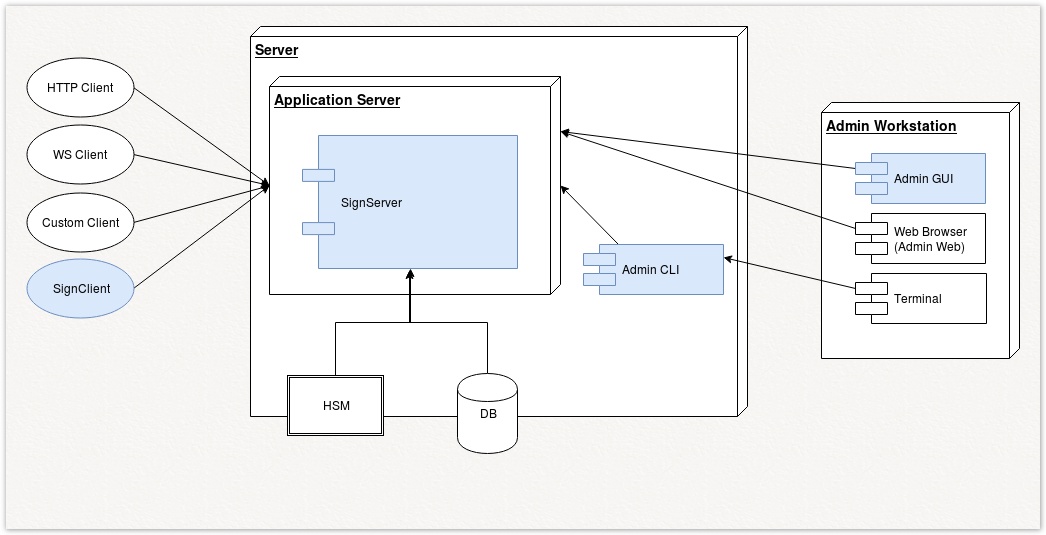 Server
HTTP Client
WS Client
Custom Client
SignClient
Application Server
SignServer
Admin CLI
HSM
DB
Admin Workstation
Admin GUI
Web Browser
(Admin Web)
Terminal